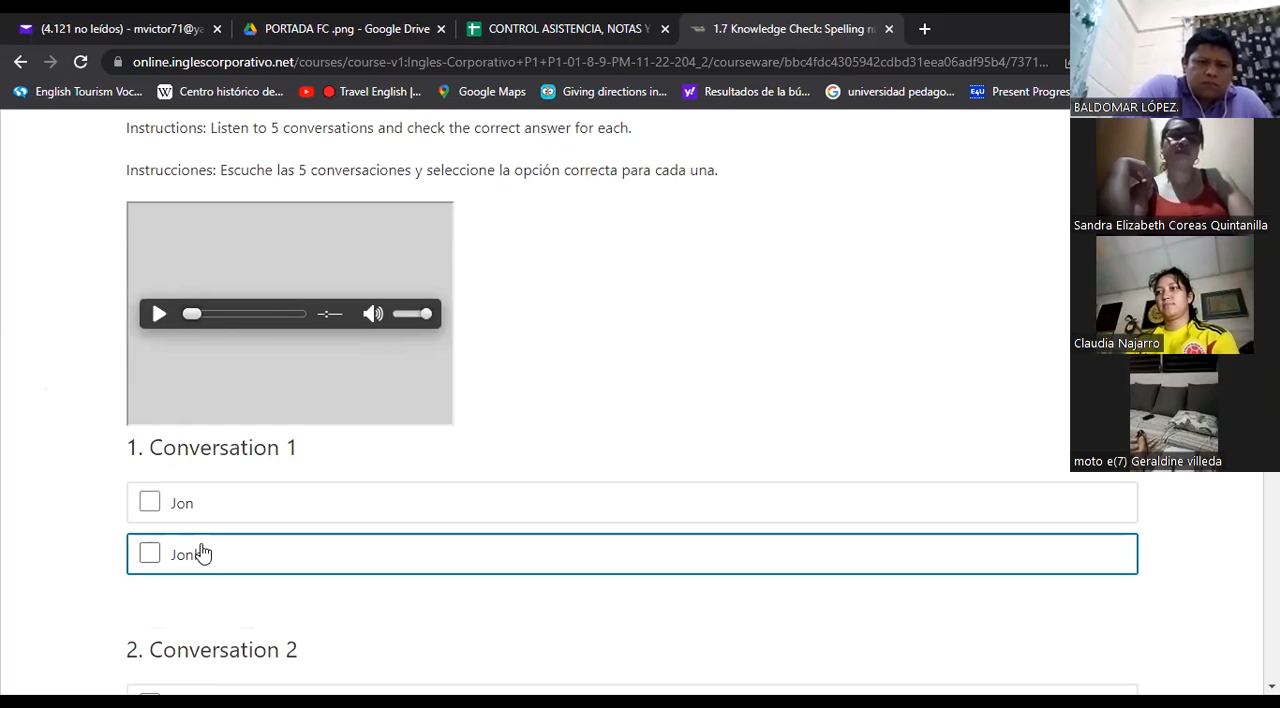 (4.121 no leídos) - mvictor71@ya
PORTADA FC .png - Google Drive
CONTROL ASISTENCIA, NOTAS Y
1.7 Knowledge Check: Spelling n
online.inglescorporativo.net/courses/course-v1:Ingles-Corporativo+P1+P1-01-8-9-PM-11-22-204_2/courseware/bbc4fdc4305942cdbd31eea06adf95b4/7371...
English Tourism Voc...
Centro histórico de...
Travel English |...
Google Maps
Giving directions in...
Resultados de la bú...
universidad pedago...
Present Progres
BALDOMAR LÓPEZ.
Sandra Elizabeth Coreas Quintanilla
Claudia Najarro
moto e(7) Geraldine villeda
Instructions: Listen to 5 conversations and check the correct answer for each.
Instrucciones: Escuche las 5 conversaciones y seleccione la opción correcta para cada una.
1. Conversation 1
Jon
2. Conversation 2